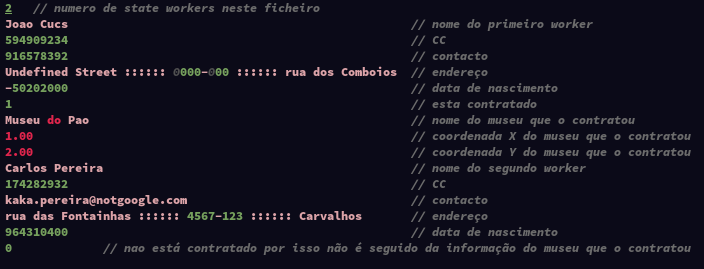 2 // numero de state workers neste ficheiro
Joao Cucs // nome do primeiro worker
594909234 // CC
916578392 // contacto
Undefined Street :::::: 0000-000 :::::: rua dos Comboios // endereço
-50202000 // data de nascimento
1 // esta contratado
Museu do Pao // nome do museu que o contratou
1.00 // coordenada X do museu que o contratou
2.00 // coordenada Y do museu que o contratou
Carlos Pereira // nome do segundo worker
174282932 // CC
kaka.pereira@notgoogle.com // contacto
rua das Fontainhas :::::: 4567-123 :::::: Carvalhos // endereço
964310400 // data de nascimento
0 // nao está contratado por isso não é seguido da informação do museu que o contratou